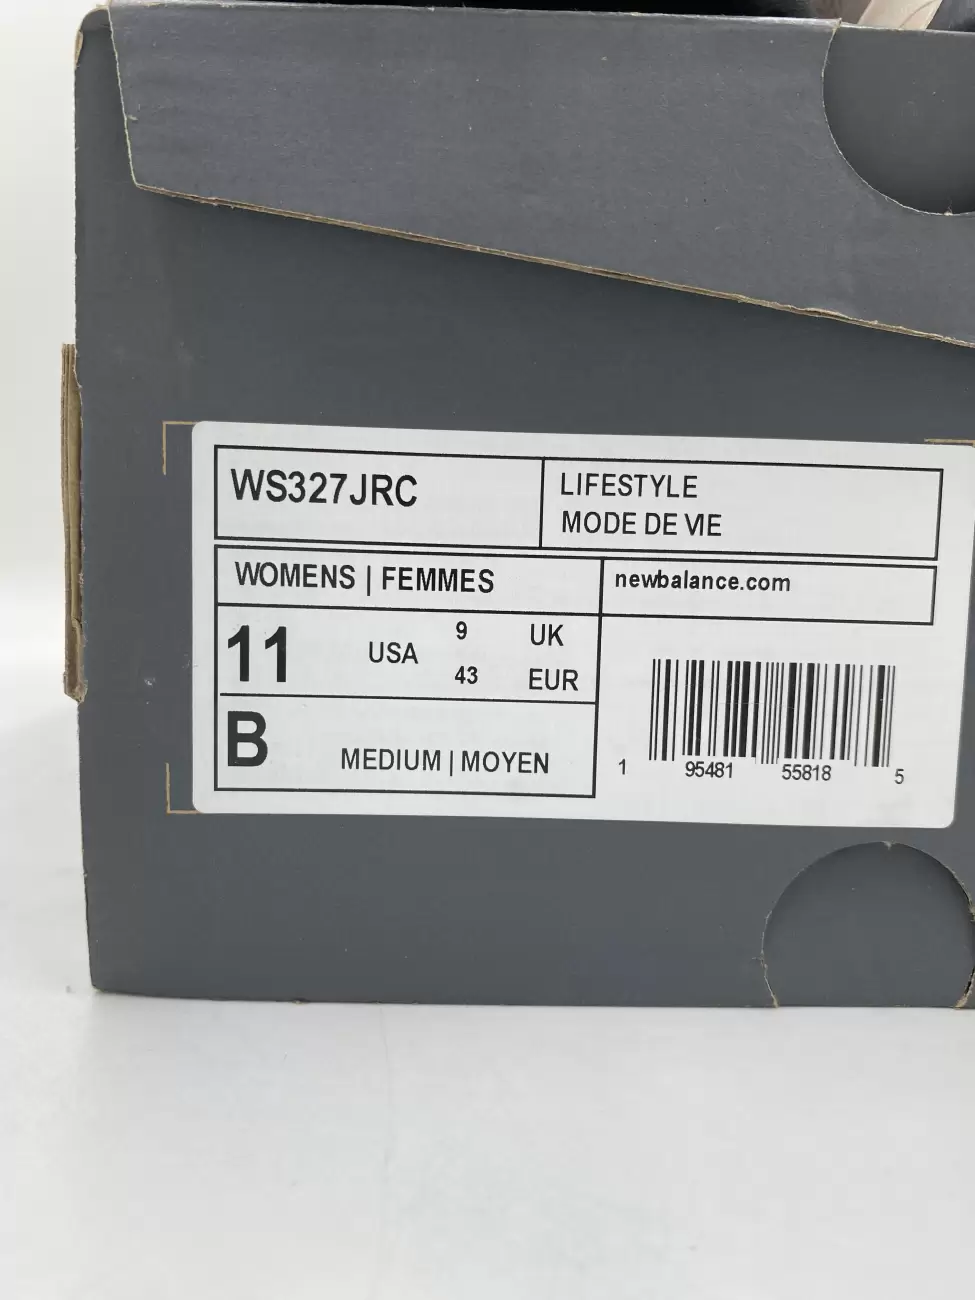 WS327JRC
LIFESTYLE
MODE DE VIE
WOMENS | FEMMES
newbalance.com
11 USA
9 UK
43 EUR
B MEDIUM | MOYEN
1 95481 55818 5